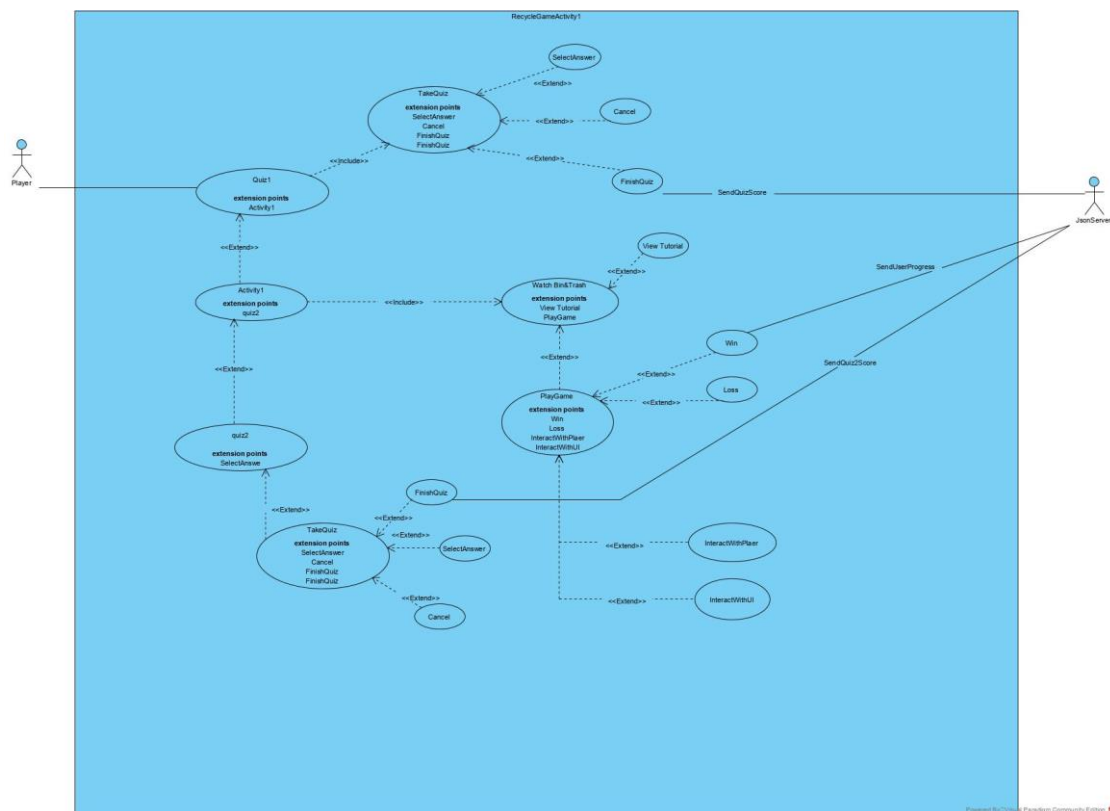 RecycleGameActivity1
SelectAnswer
<<Extend>>
TakeQuiz
extension points
SelectAnswer
Cancel
FinishQuiz
FinishQuiz
Cancel
<<Extend>>
<<Extend>>
<<Include>>
FinishQuiz
Player
Quiz1
extension points
Activity1
SendQuizScore
JsonServer
<<Extend>>
View Tutorial
<<Extend>>
SendUserProgress
Activity1
extension points
quiz2
<<Include>>
Watch Bin&Trash
extension points
View Tutorial
PlayGame
Win
<<Extend>>
SendQuiz2Score
<<Extend>>
<<Extend>>
Loss
<<Extend>>
PlayGame
extension points
Win
Loss
InteractWithPlaer
InteractWithUI
quiz2
extension points
SelectAnswe
<<Extend>>
FinishQuiz
<<Extend>>
TakeQuiz
extension points
SelectAnswer
Cancel
FinishQuiz
FinishQuiz
<<Extend>>
SelectAnswer
<<Extend>>
Cancel
<<Extend>>
InteractWithPlaer
<<Extend>>
InteractWithUI
Paradigm Community Edition